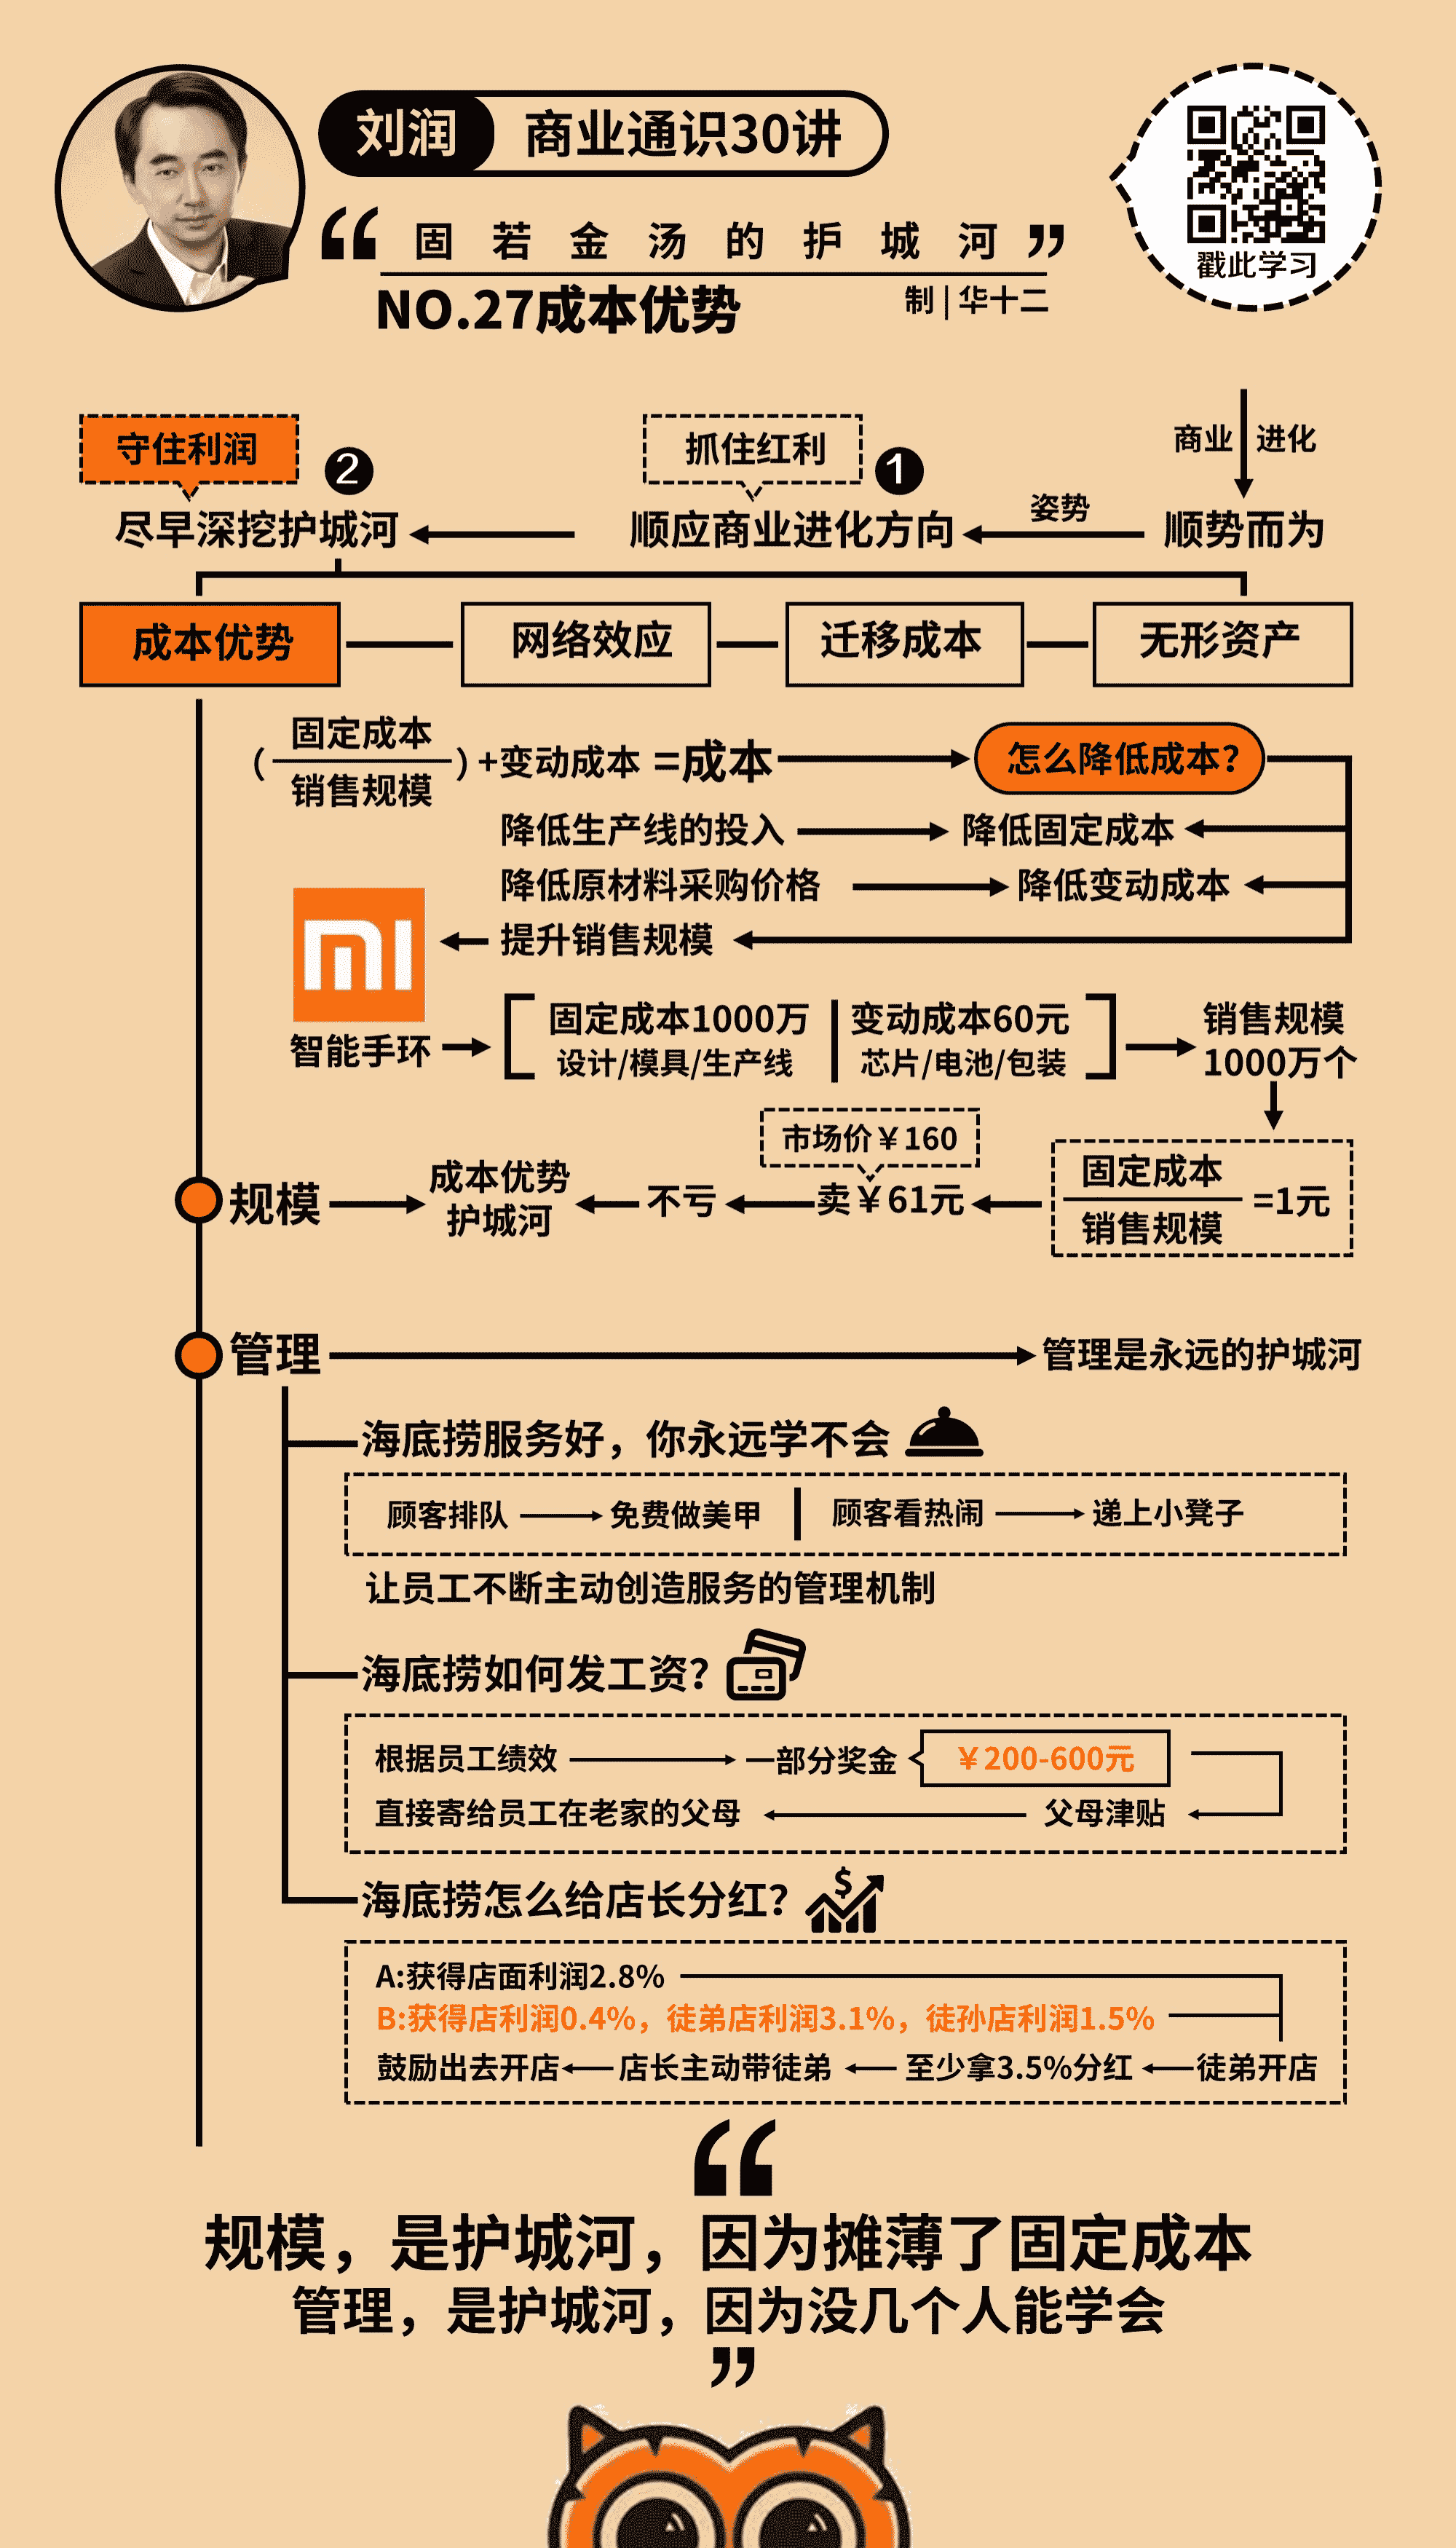 刘润 商业通识30讲
“固若金汤的护城河”
NO.27成本优势
制|华十二
戳此学习
商业 进化
守住利润
2
抓住红利
1
尽早深挖护城河
顺应商业进化方向
姿势
顺势而为
成本优势
网络效应
迁移成本
无形资产
(固定成本
销售规模)+变动成本=成本
怎么降低成本?
降低生产线的投入
降低固定成本
降低原材料采购价格
降低变动成本
提升销售规模
智能手环
固定成本1000万
设计/模具/生产线
变动成本60元
芯片/电池/包装
销售规模
1000万个
市场价¥160
规模
成本优势
护城河
不亏
卖¥61元
固定成本
销售规模
=1元
管理
管理是永远的护城河
海底捞服务好，你永远学不会
顾客排队
免费做美甲
顾客看热闹
递上小凳子
让员工不断主动创造服务的管理机制
海底捞如何发工资?
根据员工绩效
一部分奖金
¥200-600元
直接寄给员工在老家的父母
父母津贴
海底捞怎么给店长分红?
$
A:获得店面利润2.8%
B:获得店利润0.4%，徒弟店利润3.1%，徒孙店利润1.5%
鼓励出去开店
店长主动带徒弟
至少拿3.5%分红
徒弟开店
“
规模，是护城河，因为摊薄了固定成本
管理，是护城河，因为没几个人能学会
”